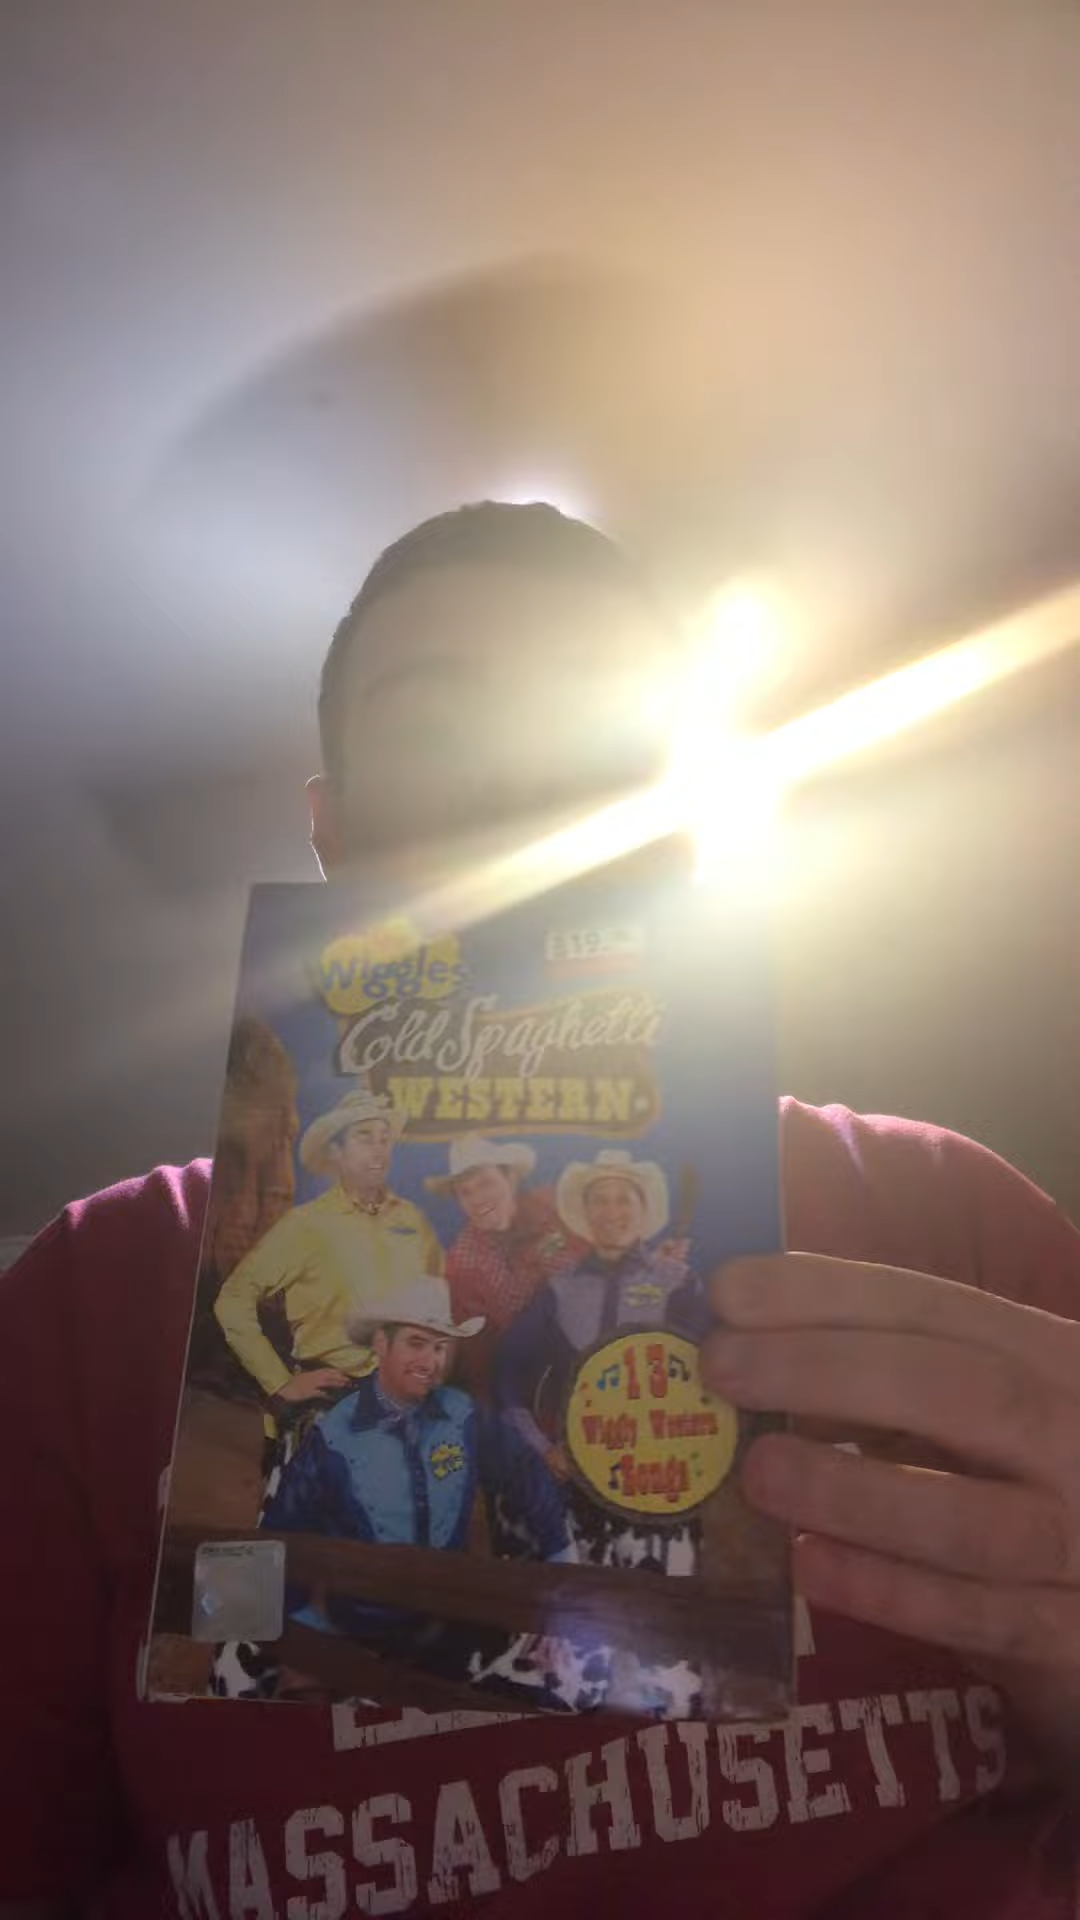 Wiggles
Cold Spaghetti
WESTERN
13
Wiggly Western
Songs
MASSACHUSETTS